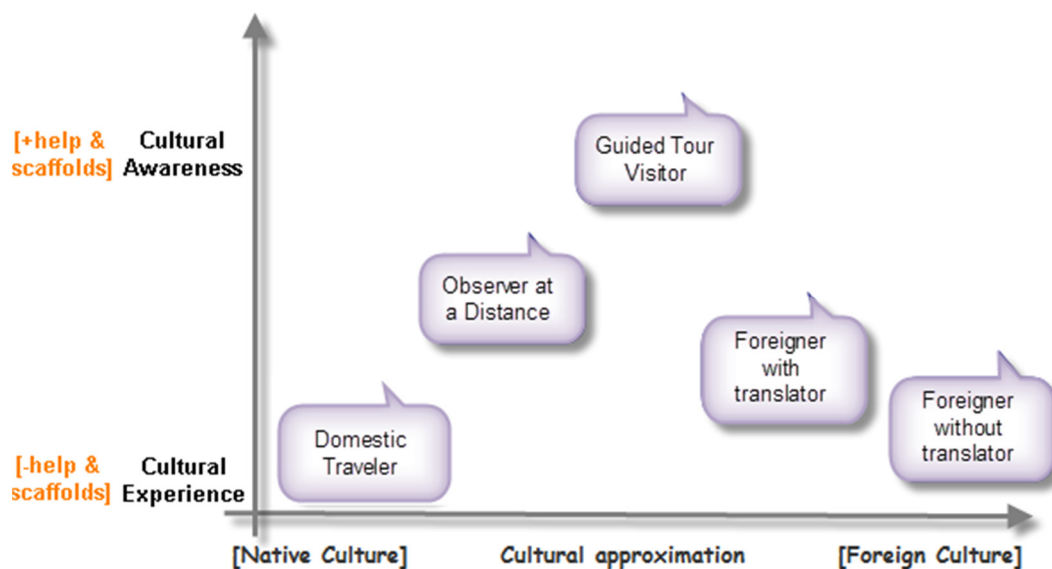 [+help & scaffolds]
Cultural Awareness
Guided Tour
Visitor
Observer at
a Distance
Foreigner
with
translator
Foreigner
without
translator
Domestic
Traveler
[-help & scaffolds]
Cultural Experience
[Native Culture]
Cultural approximation
[Foreign Culture]